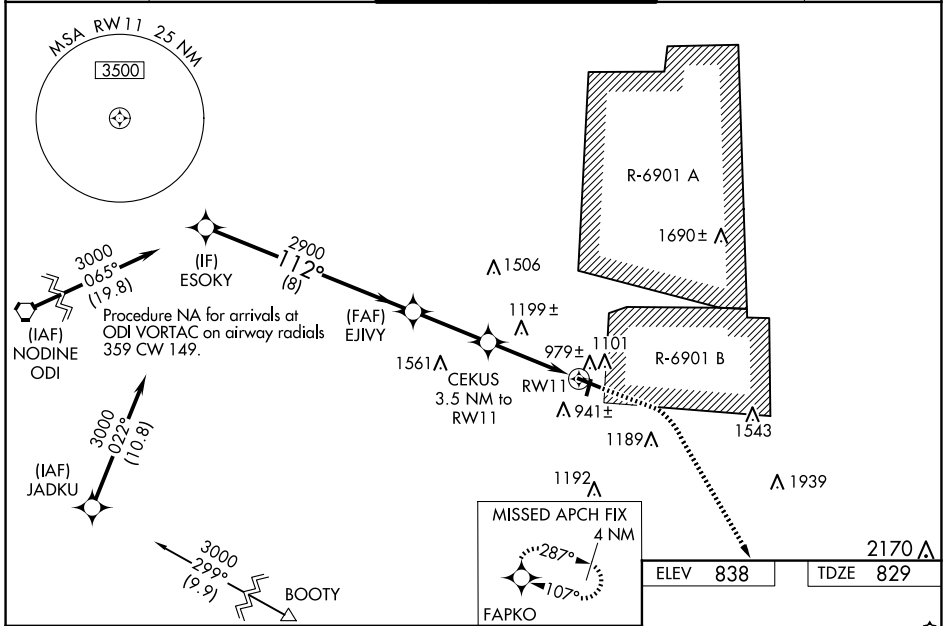 MSA RW11 25 NM
3500
R-6901 A
1690±
3000
065°
(19.8)
(IF)
ESOKY
2900
112°
(8)
1506
(IAF)
NODINE
ODI
Procedure NA for arrivals at
ODI VORTAC on airway radials
359 CW 149.
(FAF)
EJIVY
1199±
1561
CEKUS
3.5 NM to
RW11
979±
1101
RW11
R-6901 B
941±
1189
1543
3000
022°
(10.8)
(IAF)
JADKU
1192
1939
3000
299°
(9.9)
BOOTY
MISSED APCH FIX
4 NM
287°
107°
FAPKO
2170
ELEV 838
TDZE 829